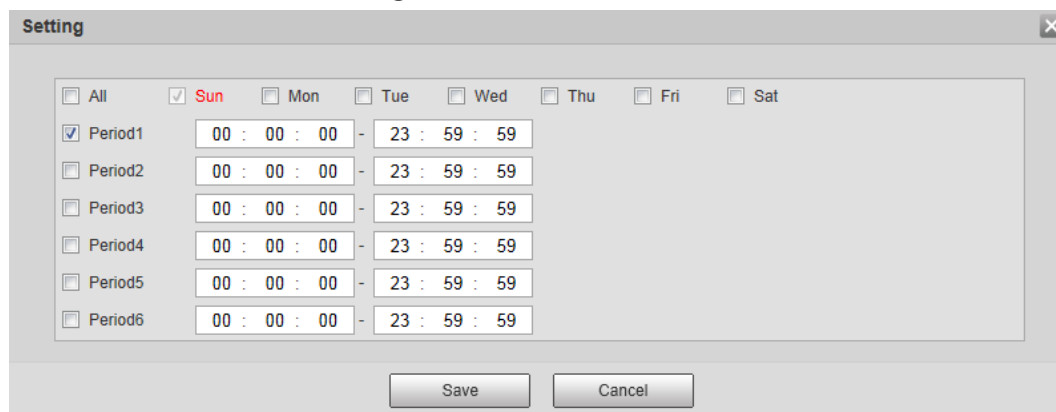 Setting
All Sun Mon Tue Wed Thu Fri Sat
Period1 00 : 00 : 00 - 23 : 59 : 59
Period2 00 : 00 : 00 - 23 : 59 : 59
Period3 00 : 00 : 00 - 23 : 59 : 59
Period4 00 : 00 : 00 - 23 : 59 : 59
Period5 00 : 00 : 00 - 23 : 59 : 59
Period6 00 : 00 : 00 - 23 : 59 : 59
Save Cancel